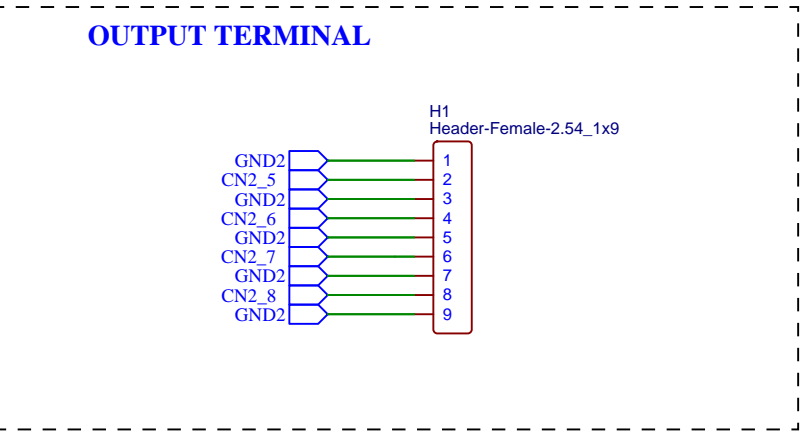 OUTPUT TERMINAL
H1
Header-Female-2.54_1x9
GND2 1
CN2_5 2
GND2 3
CN2_6 4
GND2 5
CN2_7 6
GND2 7
CN2_8 8
GND2 9